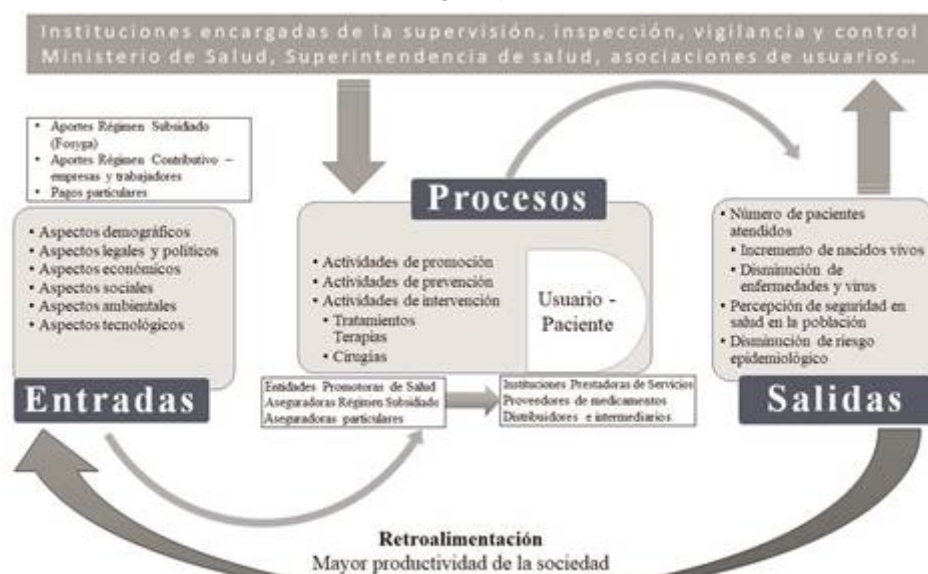 Instituciones encargadas de la supervisión, inspección, vigilancia y control
Ministerio de Salud, Superintendencia de salud, asociaciones de usuarios...
• Aportes Régimen Subsidiado
(Fosyga)
• Aportes Régimen Contributivo –
empresas y trabajadores
• Pagos particulares
• Aspectos demográficos
• Aspectos legales y políticos
• Aspectos económicos
• Aspectos sociales
• Aspectos ambientales
• Aspectos tecnológicos
Entradas
Procesos
• Actividades de promoción
• Actividades de prevención
• Actividades de intervención
• Tratamientos
Terapias
• Cirugías
Usuario -
Paciente
Entidades Promotoras de Salud
Aseguradoras Régimen Subsidiado
Aseguradoras particulares
Instituciones Prestadoras de Servicios
Proveedores de medicamentos
Distribuidores e intermediarios
• Número de pacientes
atendidos
• Incremento de nacidos vivos
• Disminución de
enfermedades y virus
• Percepción de seguridad en
salud en la población
• Disminución de riesgo
epidemiológico
Salidas
Retroalimentación
Mayor productividad de la sociedad